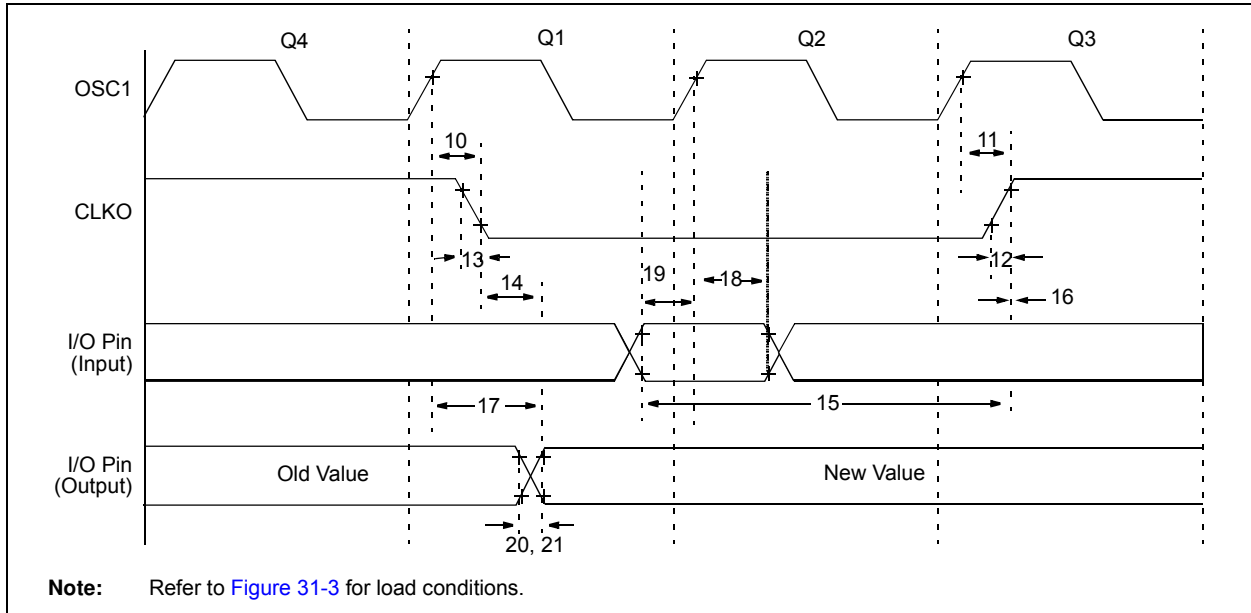 Q4 Q1 Q2 Q3
OSC1
10 11
CLKO
13 12
14 19 18 16
I/O Pin
(Input)
17 15
I/O Pin
(Output)
Old Value New Value
20, 21
Note: Refer to Figure 31-3 for load conditions.